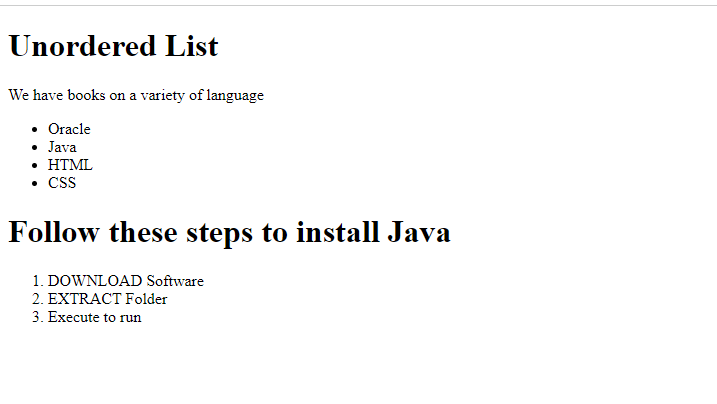 Unordered List
We have books on a variety of language
• Oracle
• Java
• HTML
• CSS
Follow these steps to install Java
1. DOWNLOAD Software
2. EXTRACT Folder
3. Execute to run